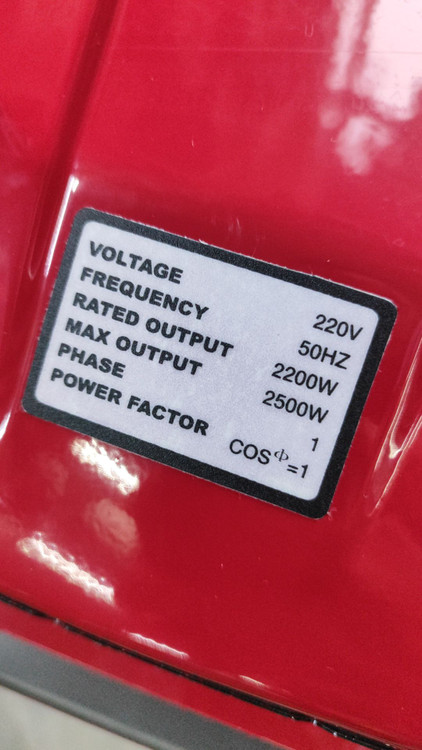 VOLTAGE 220V
FREQUENCY 50HZ
RATED OUTPUT 2200W
MAX OUTPUT 2500W
PHASE 1
POWER FACTOR COSΦ=1